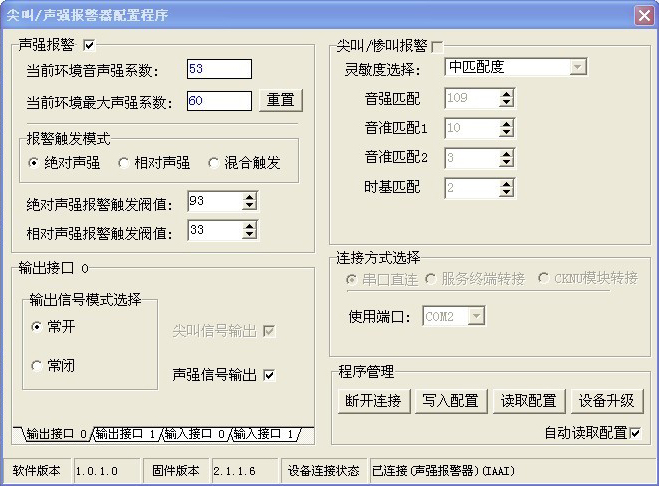 尖叫/声强报警器配置程序
声强报警
当前环境音声强系数: 53
当前环境最大声强系数: 60 重置
报警触发模式
绝对声强 相对声强 混合触发
绝对声强报警触发阀值: 93
相对声强报警触发阀值: 33
输出接口 0
输出信号模式选择
常开
常闭
尖叫信号输出
声强信号输出
输出接口 0 输出接口 1 输入接口 0 输入接口 1
尖叫/惨叫报警
灵敏度选择: 中匹配度
音强匹配 109
音准匹配1 10
音准匹配2 3
时基匹配 2
连接方式选择
串口直连 服务终端转接 CKNU模块转接
使用端口: COM2
程序管理
断开连接 写入配置 读取配置 设备升级
自动读取配置
软件版本 1.0.1.0 固件版本 2.1.1.6 设备连接状态 已连接(声强报警器)(IAAI)